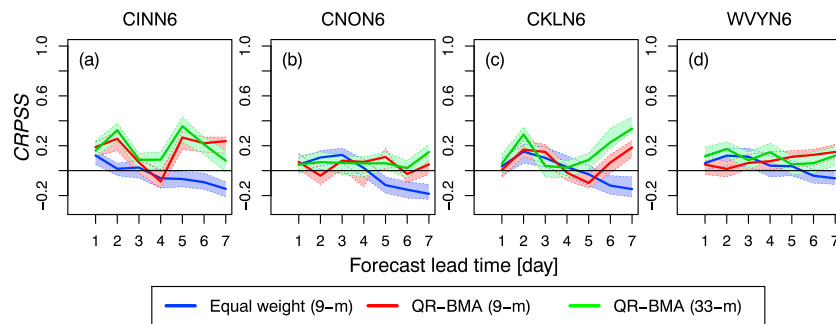 CINN6 CNON6 CKLN6 WVYN6
(a) (b) (c) (d)
CRPSS
−0.2 0.2 0.6 1.0
−0.2 0.2 0.6 1.0
−0.2 0.2 0.6 1.0
−0.2 0.2 0.6 1.0
1 2 3 4 5 6 7 1 2 3 4 5 6 7 1 2 3 4 5 6 7 1 2 3 4 5 6 7
Forecast lead time [day]
Equal weight (9−m) QR−BMA (9−m) QR−BMA (33−m)